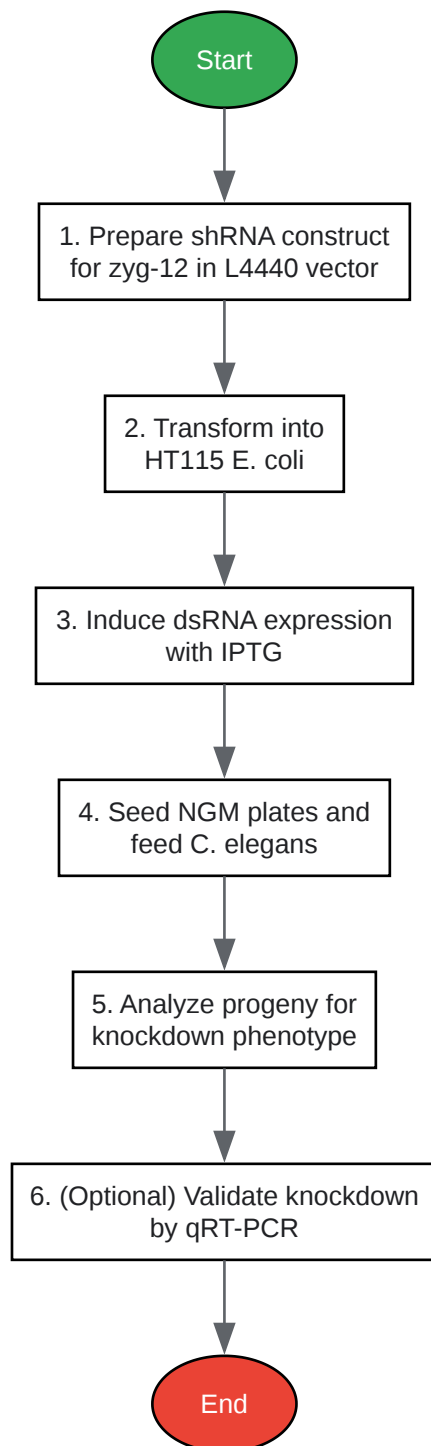 Start
1. Prepare shRNA construct
for zyg-12 in L4440 vector
2. Transform into
HT115 E. coli
3. Induce dsRNA expression
with IPTG
4. Seed NGM plates and
feed C. elegans
5. Analyze progeny for
knockdown phenotype
6. (Optional) Validate knockdown
by qRT-PCR
End